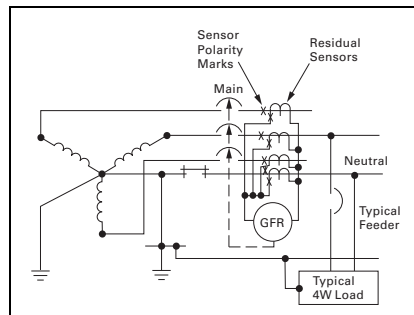 Sensor
Polarity
Marks
Residual
Sensors
Main
Neutral
Typical
Feeder
GFR
Typical
4W Load